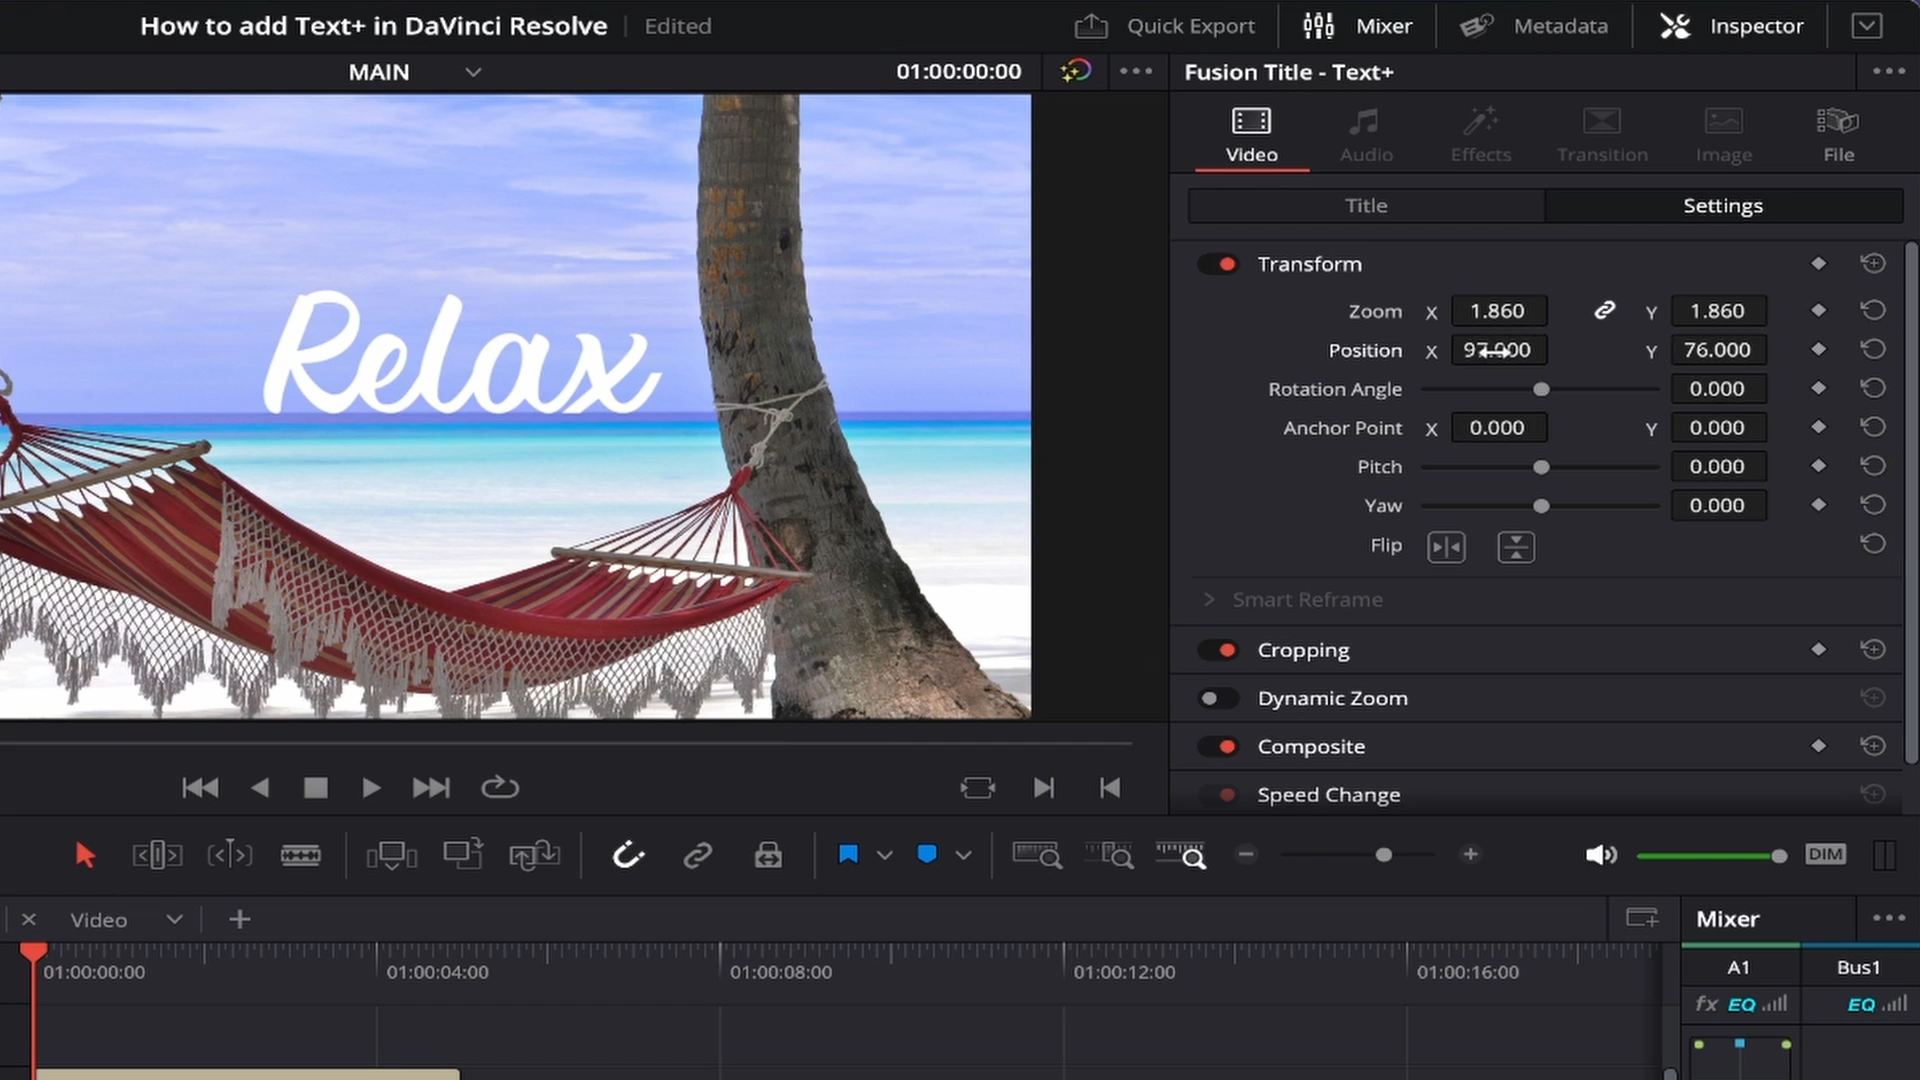 How to add Text+ in DaVinci Resolve Edited Quick Export Mixer Metadata Inspector
MAIN 01:00:00:00 Fusion Title - Text+
Video Audio Effects Transition Image File
Title Settings
Transform
Zoom X 1.860 Y 1.860
Position X Y 76.000
Rotation Angle 0.000
Anchor Point X 0.000 Y 0.000
Pitch 0.000
Yaw 0.000
Flip
Smart Reframe
Cropping
Dynamic Zoom
Composite
Speed Change
Relax
DIM
Video Mixer
01:00:00:00 01:00:04:00 01:00:08:00 01:00:12:00 01:00:16:00
A1 Bus1
fx EQ EQ